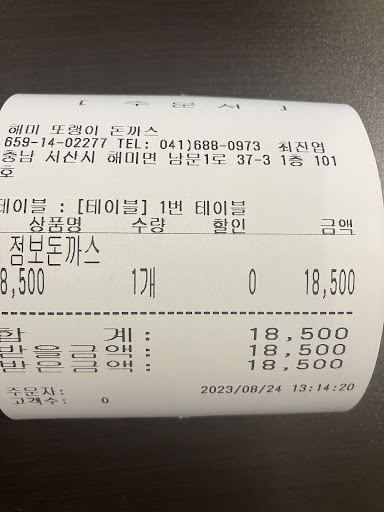 [ 주 문 서 ]
해미 또랭이 돈까스
659-14-02277 TEL: 041)688-0973 최진엽
충남 서산시 해미면 남문1로 37-3 1층 101
호
테이블 : [테이블] 1번 테이블
상품명 수량 할인 금액
점보돈까스
8,500 1개 0 18,500
합 계: 18,500
받을금액: 18,500
받은금액: 18,500
주문자: 2023/08/24 13:14:20
고객수: 0